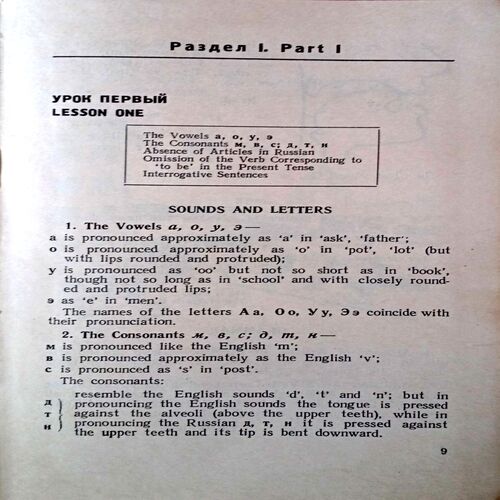 Раздел I. Part I
УРОК ПЕРВЫЙ
LESSON ONE
The Vowels а, о, у, э
The Consonants м, в, с; д, т, н
Absence of Articles in Russian
Omission of the Verb Corresponding to
'to be' in the Present Tense
Interrogative Sentences
SOUNDS AND LETTERS
1. The Vowels а, о, у, э—
а is pronounced approximately as 'a' in 'ask', 'father';
о is pronounced approximately as 'o' in 'pot', 'lot' (but
with lips rounded and protruded);
у is pronounced as 'oo' but not so short as in 'book',
though not so long as in 'school' and with closely round-
ed and protruded lips;
э as 'e' in 'men'.
The names of the letters Аа, Оо, Уу, Ээ coincide with
their pronunciation.
2. The Consonants м, в, с; д, т, н—
м is pronounced like the English 'm';
в is pronounced approximately as the English 'v';
с is pronounced as 's' in 'post'.
The consonants:
resemble the English sounds 'd', 't' and 'n'; but in
д pronouncing the English sounds the tongue is pressed
т against the alveoli (above the upper teeth), while in
н pronouncing the Russian д, т, н it is pressed against
the upper teeth and its tip is bent downward.
9